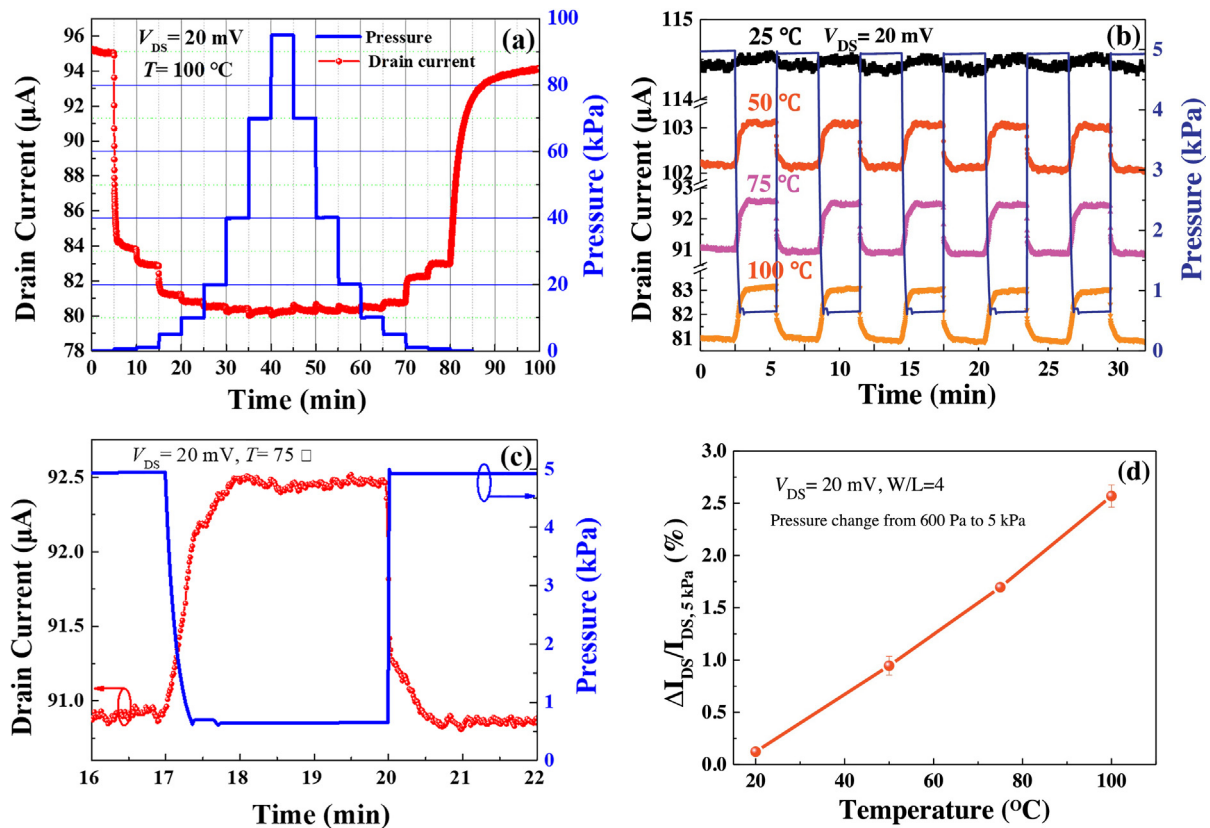 (a)
V_DS = 20 mV
T= 100 ℃
Pressure
Drain current
96
94
92
90
88
86
84
82
80
78
Drain Current (μA)
100
90
80
70
60
50
40
30
20
10
0
Pressure (kPa)
0 10 20 30 40 50 60 70 80 90 100
Time (min)
(b)
25 ℃ V_DS = 20 mV
50 ℃
75 ℃
100 ℃
115
114
103
102
93
92
91
83
82
81
Drain Current (μA)
5
4
3
2
1
0
Pressure (kPa)
0 5 10 15 20 25 30
Time (min)
(c)
V_DS = 20 mV, T= 75 □
92.5
92.0
91.5
91.0
Drain Current (μA)
5
4
3
2
1
0
Pressure (kPa)
16 17 18 19 20 21 22
Time (min)
(d)
V_DS= 20 mV, W/L=4
Pressure change from 600 Pa to 5 kPa
3.0
2.5
2.0
1.5
1.0
0.5
0.0
ΔI_DS/I_DS, 5 kPa (%)
20 40 60 80 100
Temperature (ᴼC)